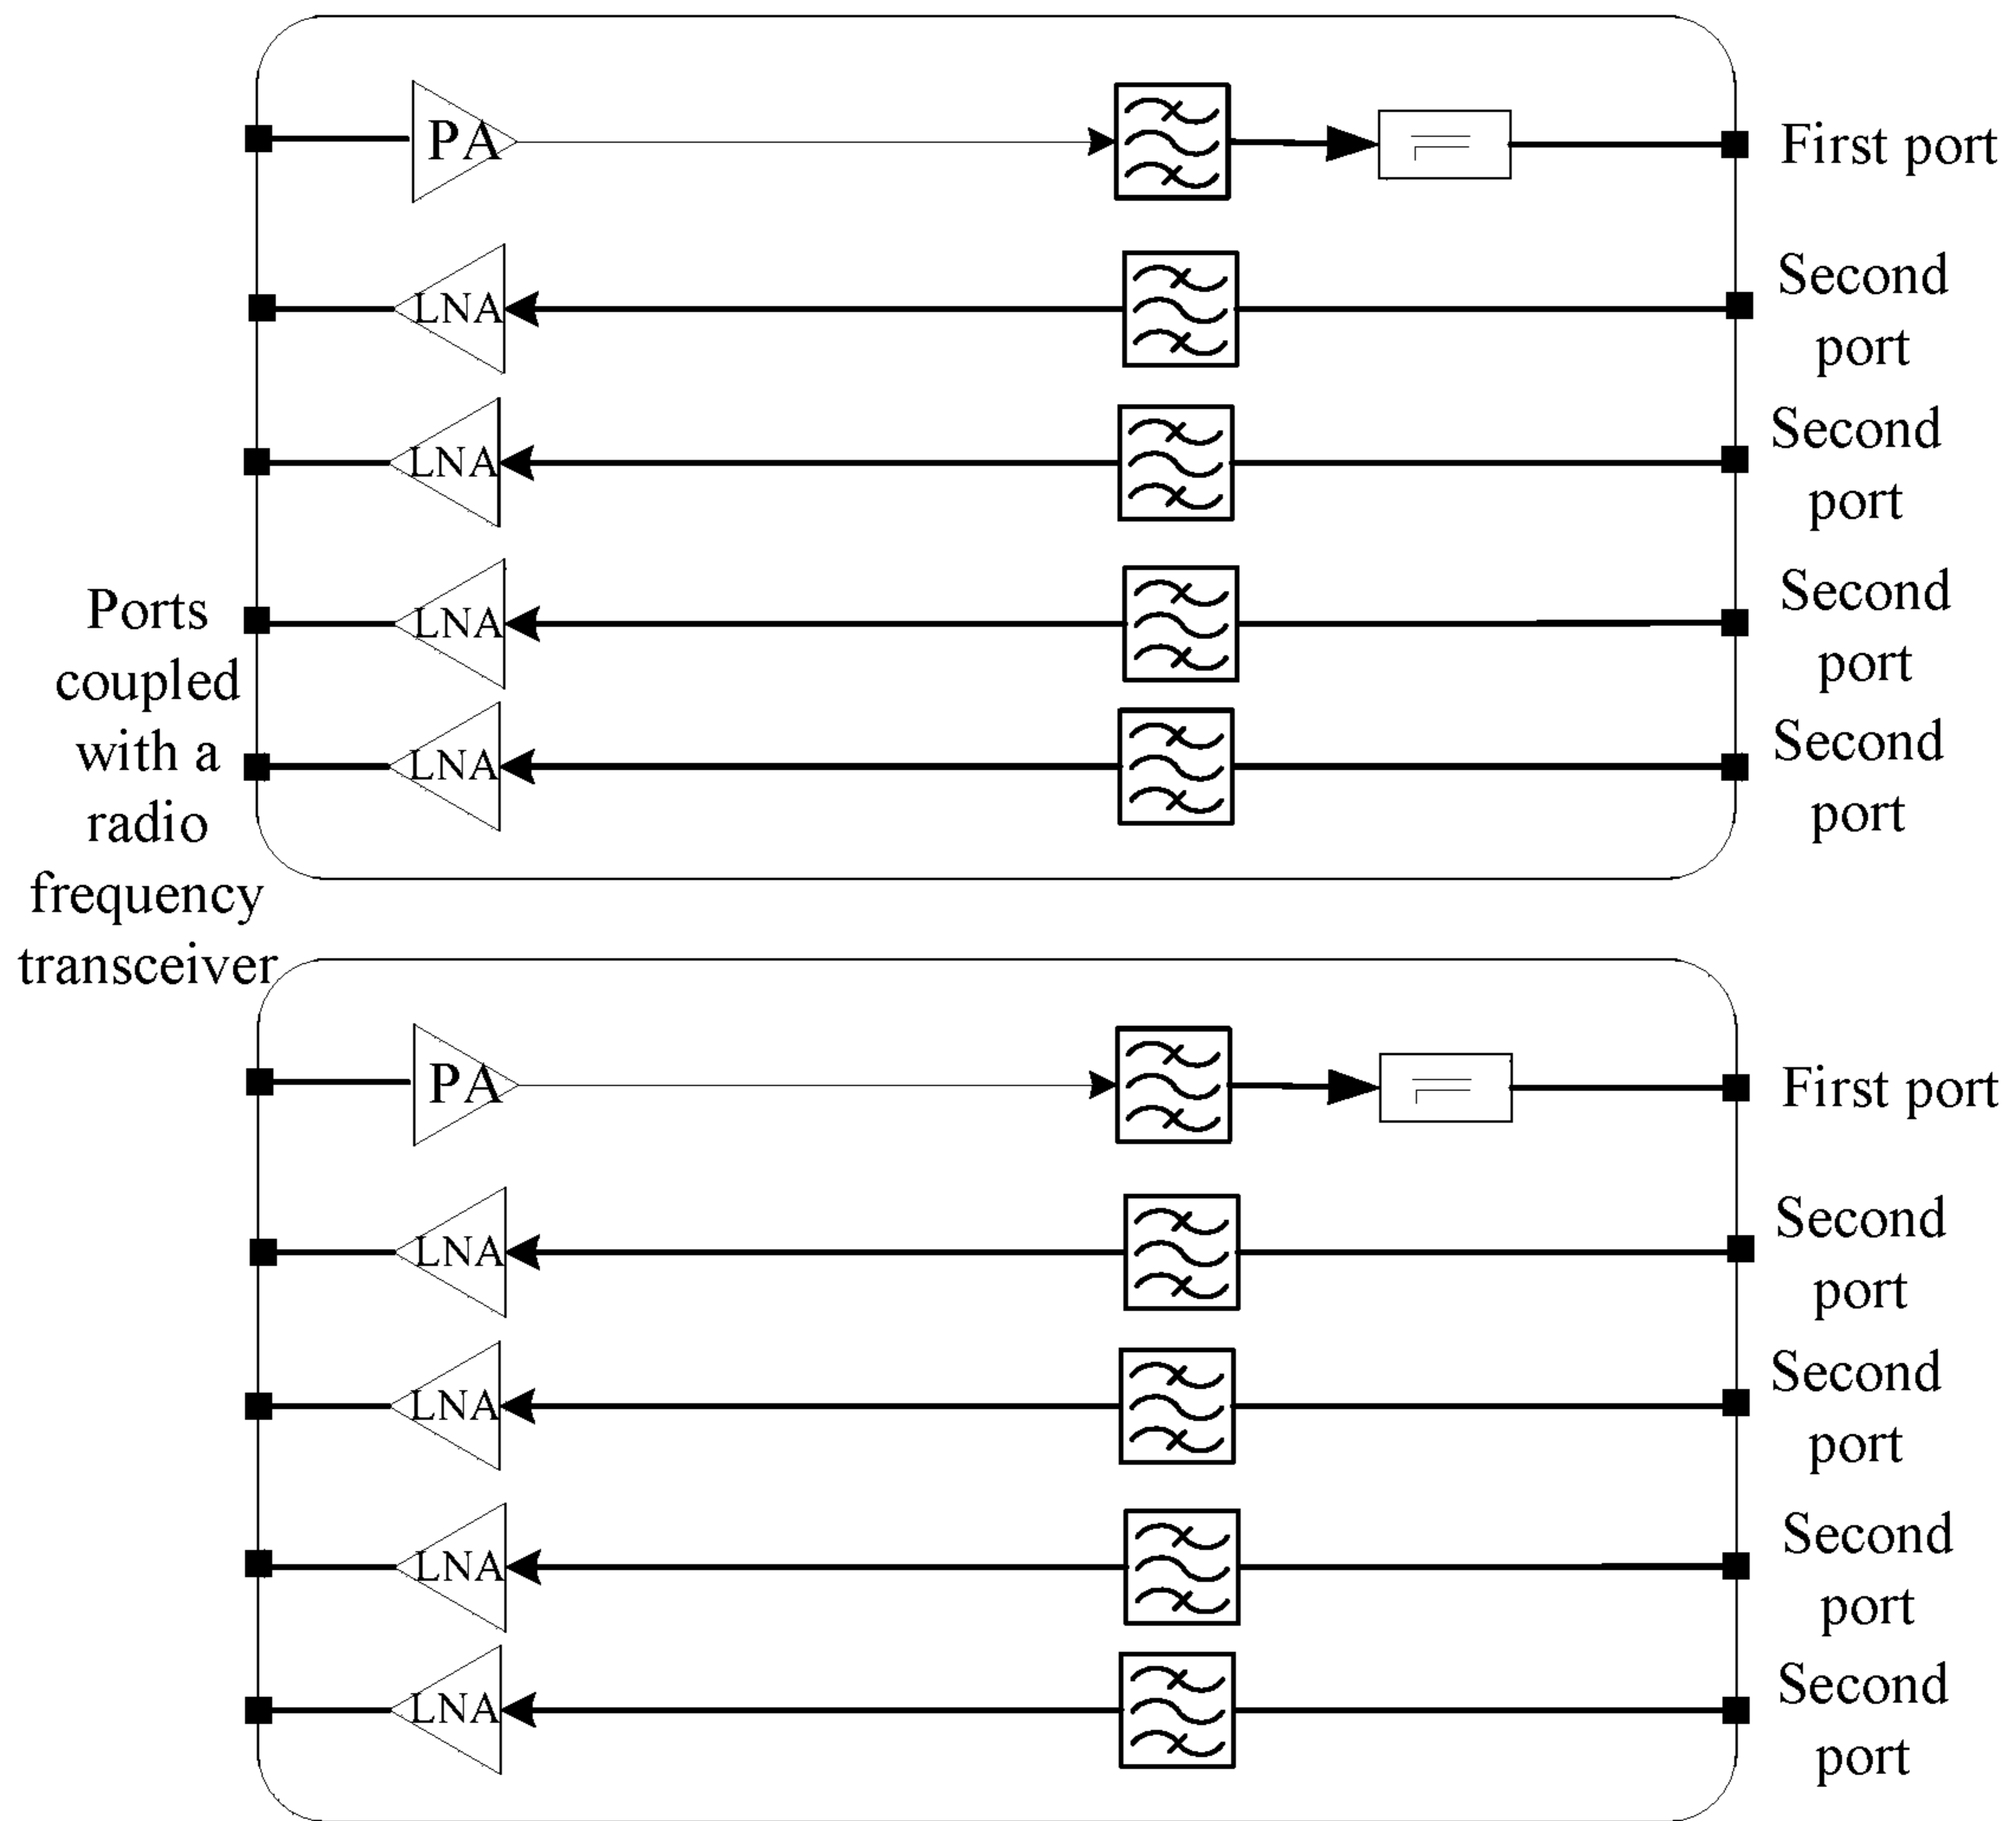 PA
First port
LNA
Second
port
LNA
Second
port
LNA
Second
port
LNA
Second
port
Ports
coupled
with a
radio
frequency
transceiver
PA
First port
LNA
Second
port
LNA
Second
port
LNA
Second
port
LNA
Second
port